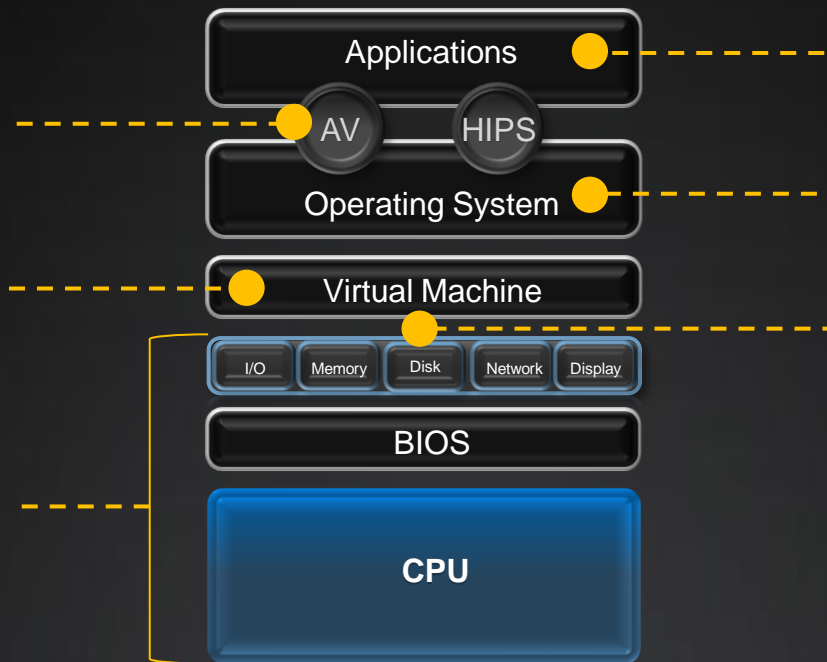 Applications
AV HIPS
Operating System
Virtual Machine
I/O Memory Disk Network Display
BIOS
CPU